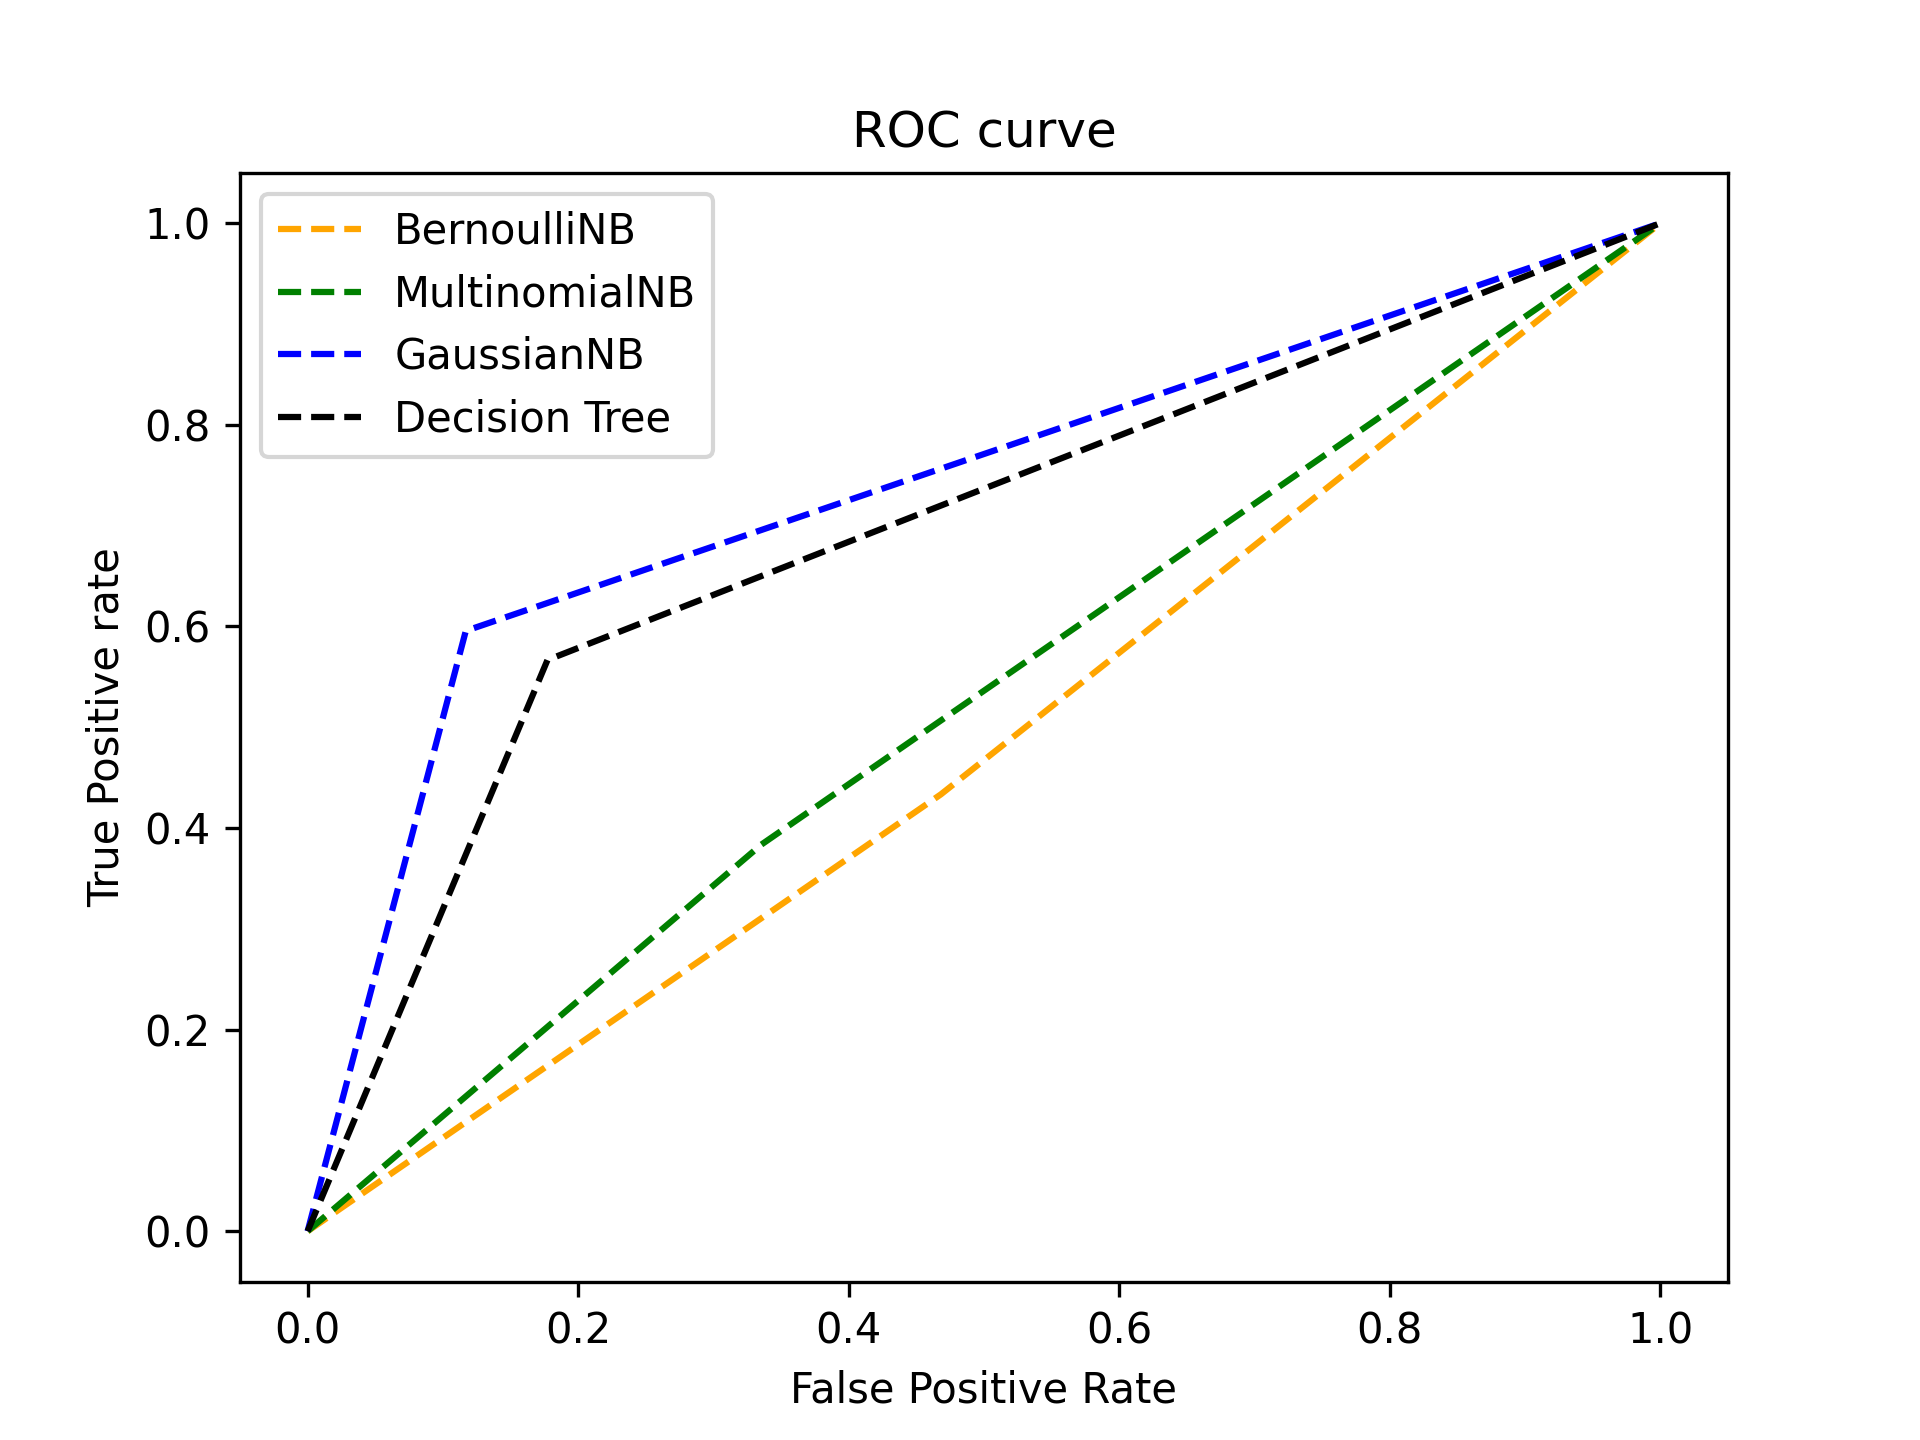 ROC curve
BernoulliNB
MultinomialNB
GaussianNB
Decision Tree
True Positive rate
1.0
0.8
0.6
0.4
0.2
0.0
0.0 0.2 0.4 0.6 0.8 1.0
False Positive Rate